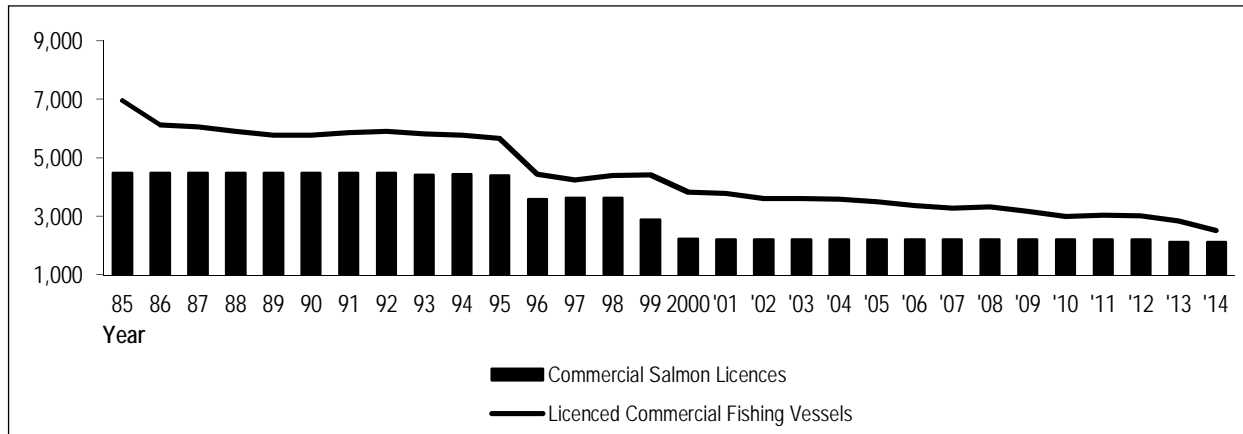 9,000
7,000
5,000
3,000
1,000
85 86 87 88 89 90 91 92 93 94 95 96 97 98 99 2000 '01 '02 '03 '04 '05 '06 '07 '08 '09 '10 '11 '12 '13 '14
Year
Commercial Salmon Licences
Licenced Commercial Fishing Vessels